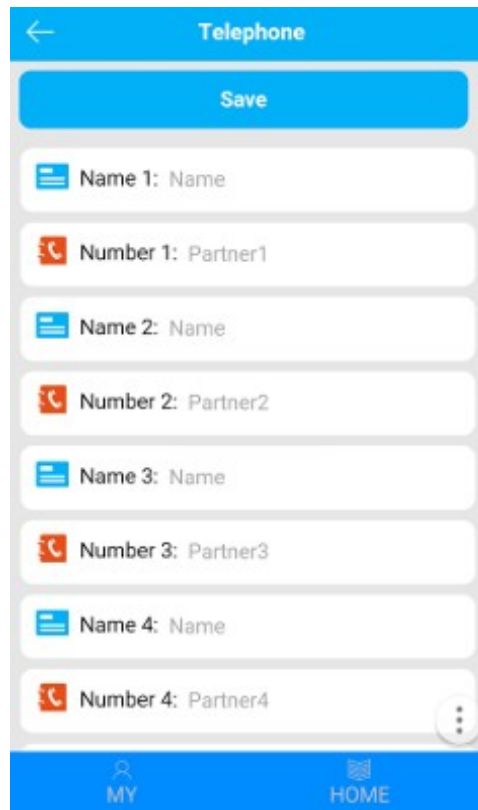 Telephone
Save
Name 1: Name
Number 1: Partner1
Name 2: Name
Number 2: Partner2
Name 3: Name
Number 3: Partner3
Name 4: Name
Number 4: Partner4
MY HOME